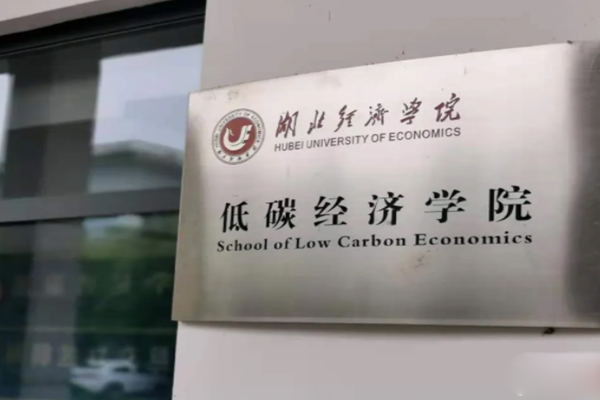 湖北经济学院
HUBEI UNIVERSITY OF ECONOMICS
低碳经济学院
School of Low Carbon Economics